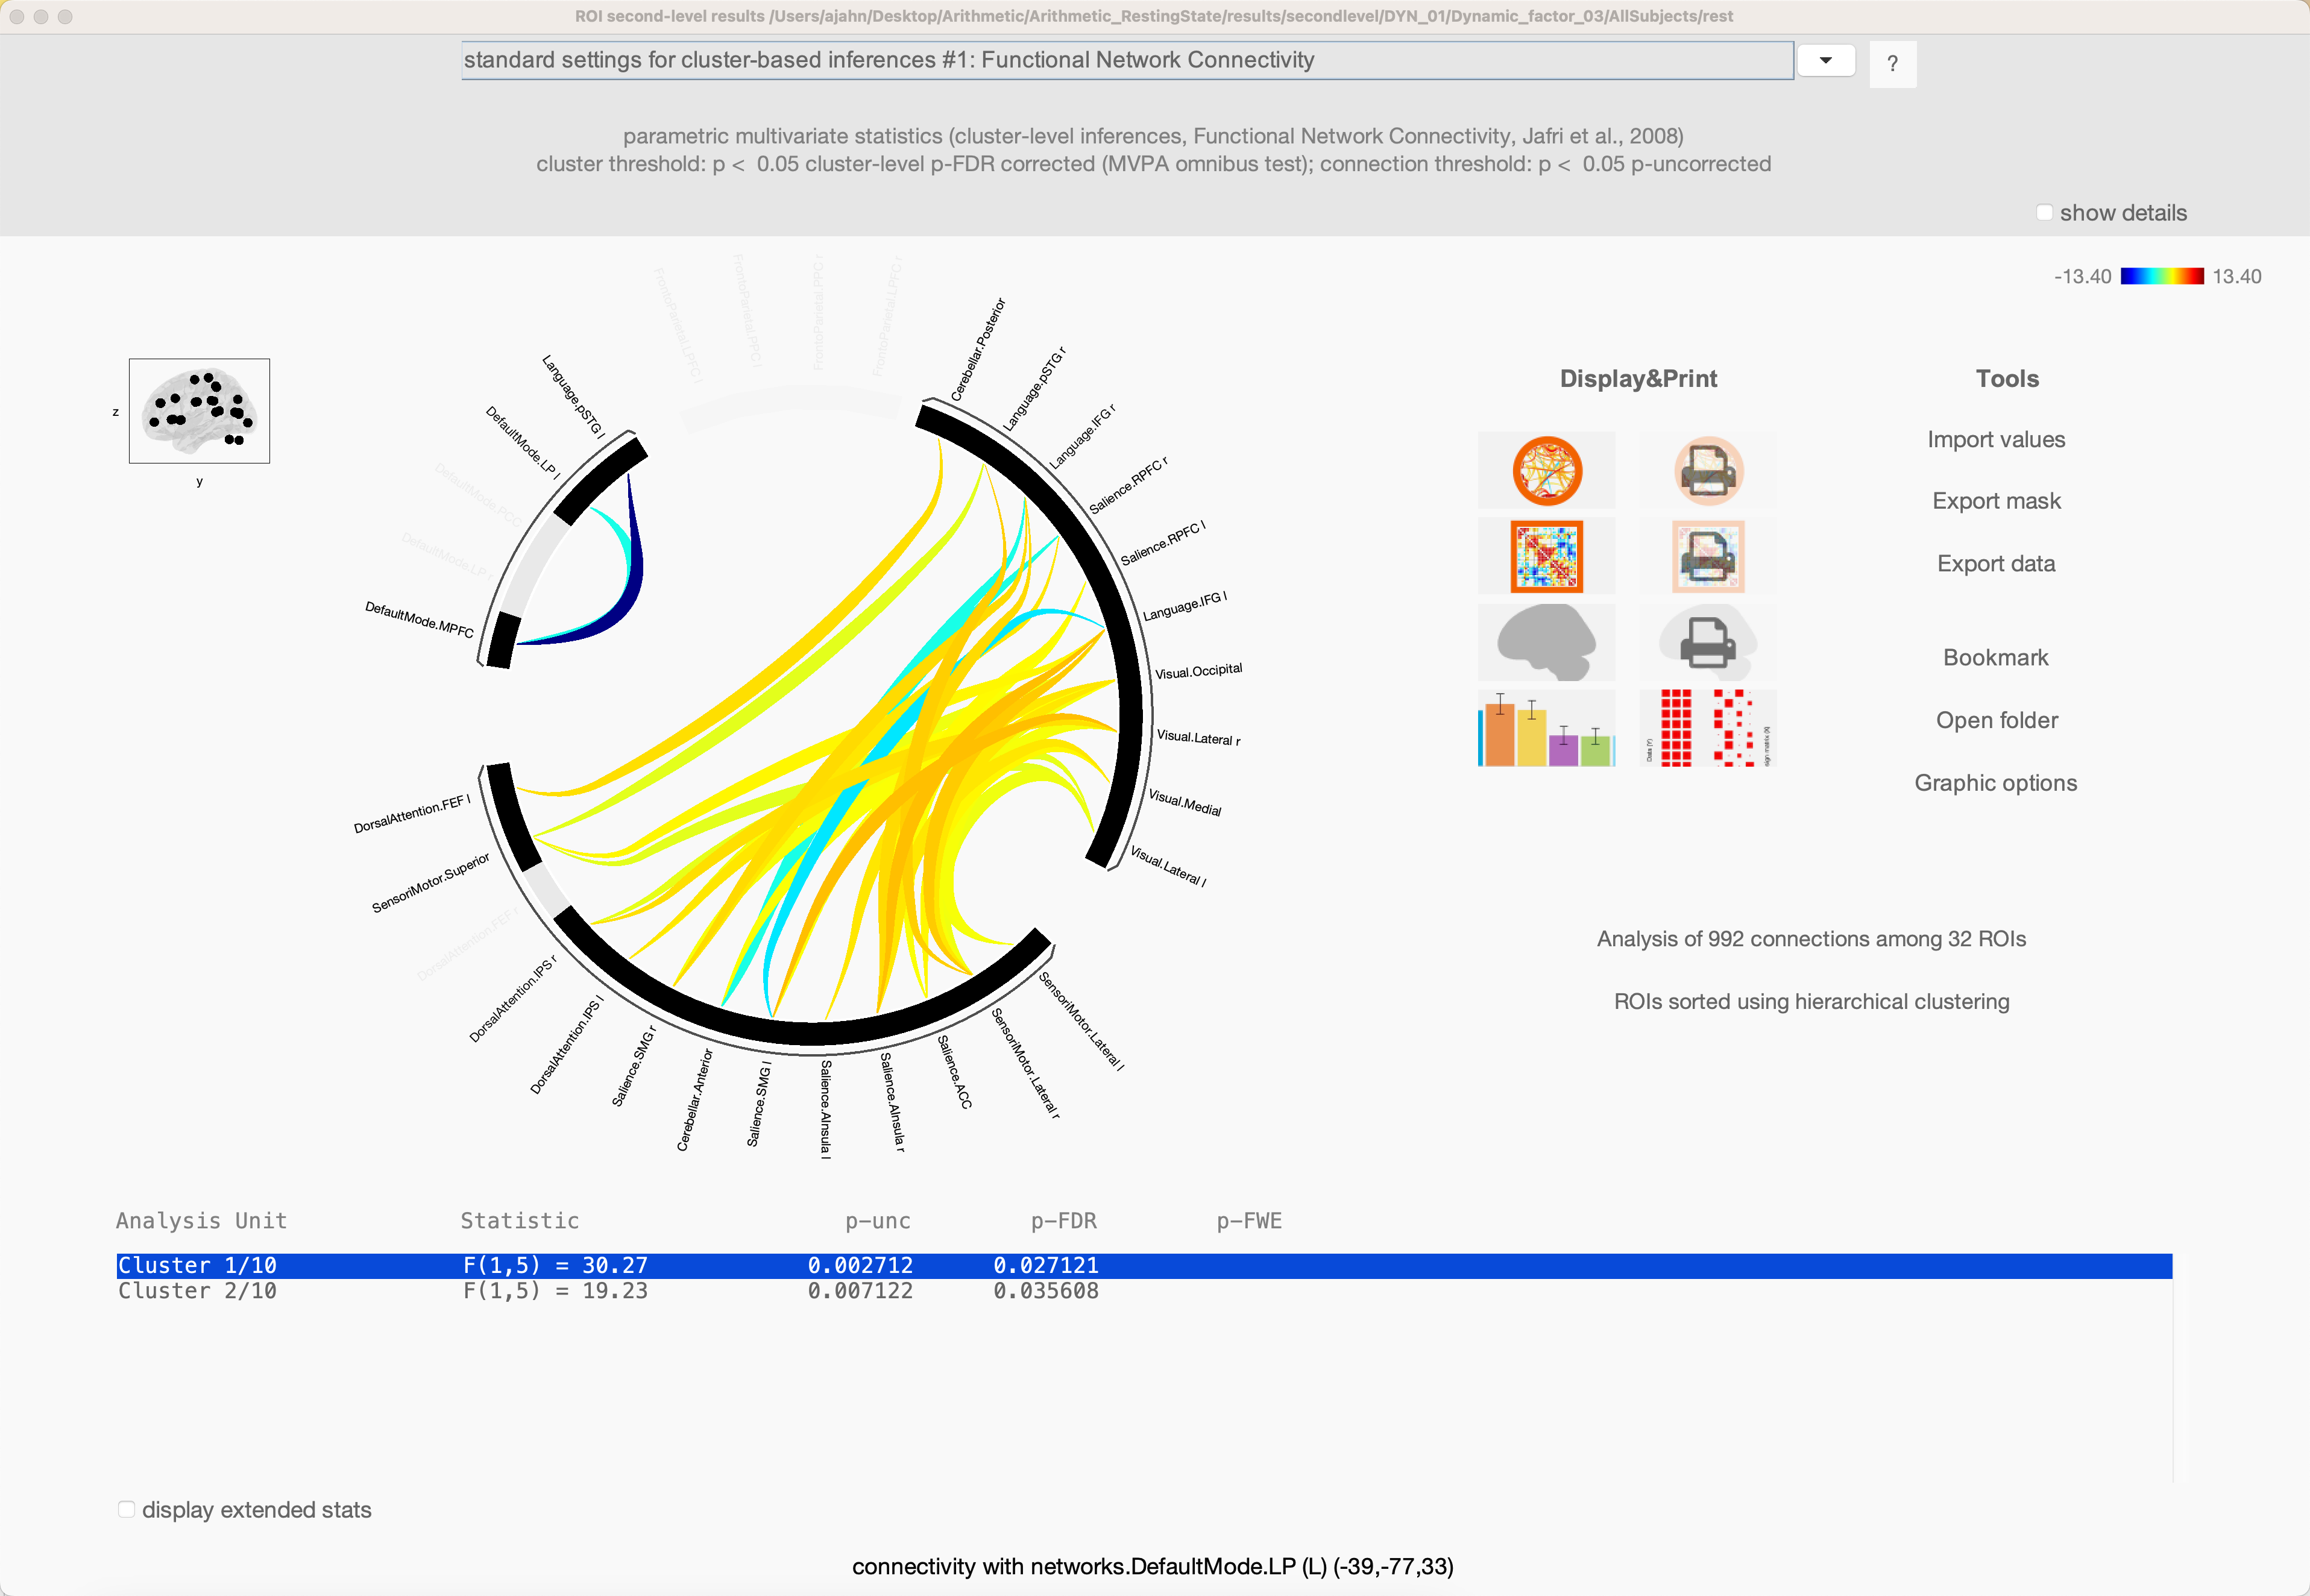 ROI second-level results /Users/ajahn/Desktop/Arithmetic/Arithmetic_RestingState/results/secondlevel/DYN_01/Dynamic_factor_03/AllSubjects/rest
standard settings for cluster-based inferences #1: Functional Network Connectivity
?
parametric multivariate statistics (cluster-level inferences, Functional Network Connectivity, Jafri et al., 2008)
cluster threshold: p < 0.05 cluster-level p-FDR corrected (MVPA omnibus test); connection threshold: p < 0.05 p-uncorrected
show details
-13.40
13.40
z
y
FrontoParietal.LPFC l
FrontoParietal.PPC l
FrontoParietal.PPC r
FrontoParietal.LPFC r
Cerebellar.Posterior
Language.pSTG r
Language.IFG r
Salience.RPFC r
Salience.RPFC l
Language.IFG l
Visual.Occipital
Visual.Lateral r
Visual.Medial
Visual.Lateral l
SensoriMotor.Lateral l
SensoriMotor.Lateral r
Salience.ACC
Salience.AInsula r
Salience.AInsula l
Salience.SMG l
Cerebellar.Anterior
Salience.SMG r
DorsalAttention.IPS l
DorsalAttention.IPS r
DorsalAttention.FEF r
SensoriMotor.Superior
DorsalAttention.FEF l
DefaultMode.MPFC
DefaultMode.LP r
DefaultMode.PCC
DefaultMode.LP l
Language.pSTG l
Display&Print
Data (Y)
Tools
Import values
Export mask
Export data
Bookmark
Open folder
Graphic options
Analysis of 992 connections among 32 ROIs
ROIs sorted using hierarchical clustering
Analysis Unit Statistic p-unc p-FDR p-FWE
Cluster 1/10 F(1,5) = 30.27 0.002712 0.027121
Cluster 2/10 F(1,5) = 19.23 0.007122 0.035608
display extended stats
connectivity with networks.DefaultMode.LP (L) (-39,-77,33)